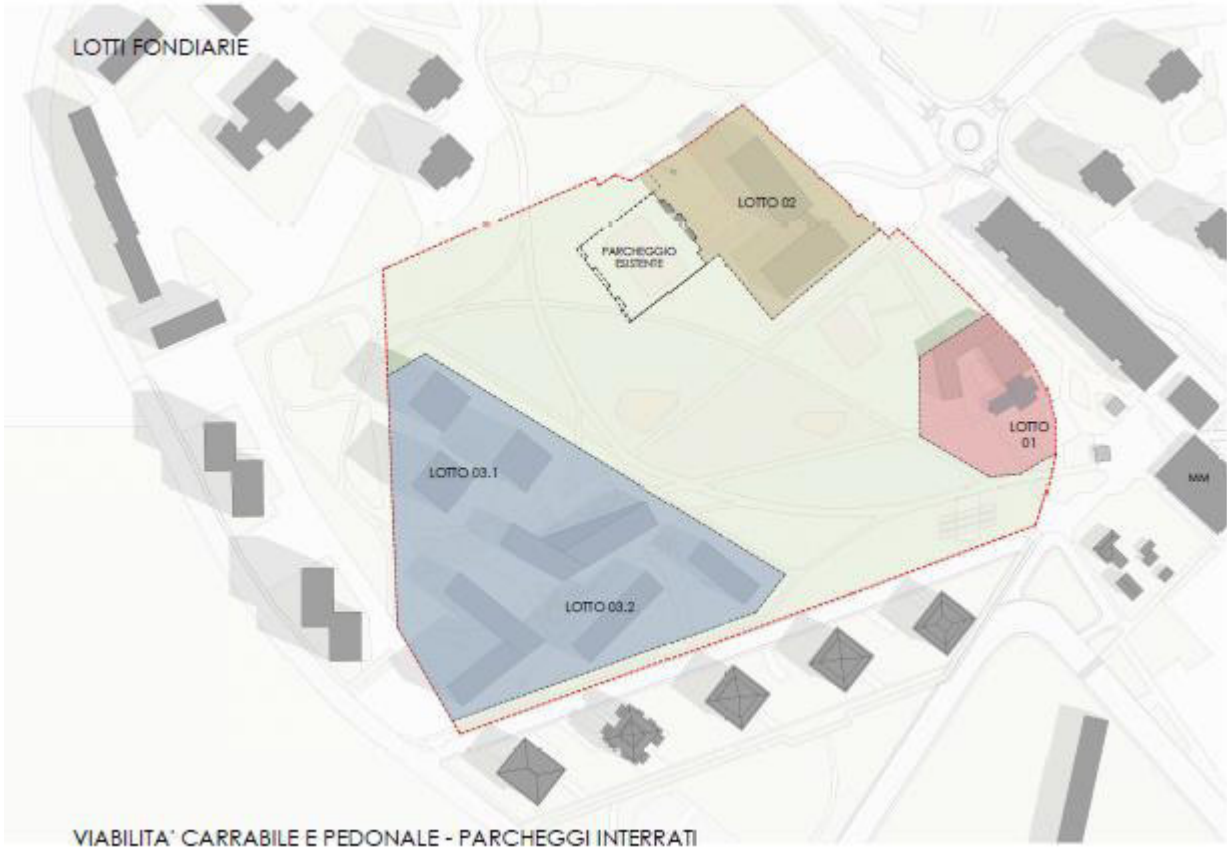 LOTTI FONDIARIE
LOTTO 02
PARCHEGGIO
ESISTENTE
LOTTO
01
LOTTO 03.1
MM
LOTTO 03.2
VIABILITA' CARRABILE E PEDONALE - PARCHEGGI INTERRATI